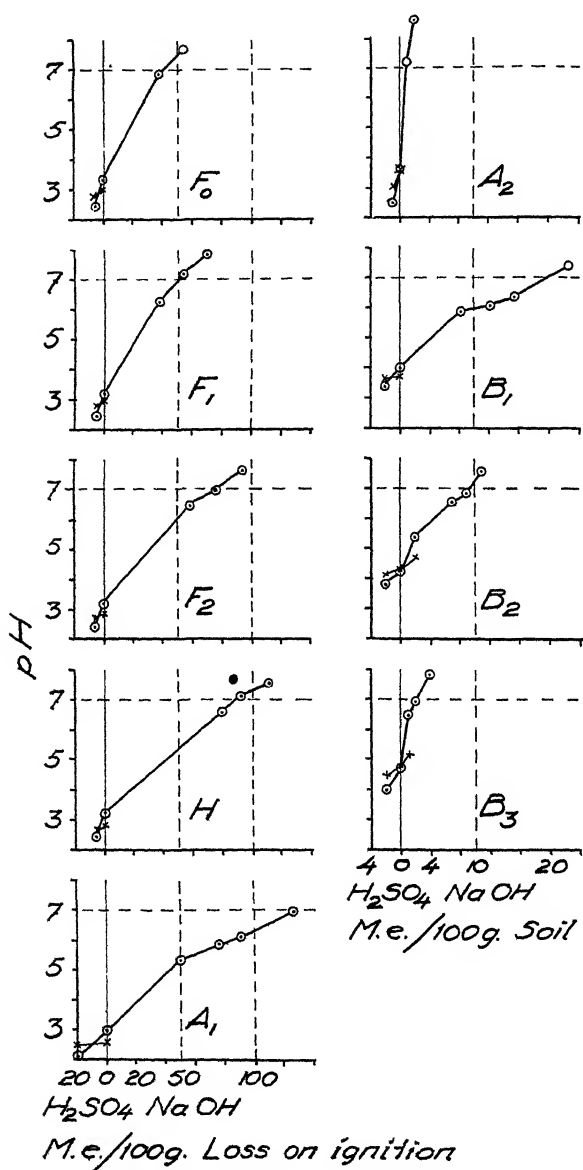 7
5
3
F0
7
5
3
F1
7
5
3
F2
pH
7
5
3
H
7
5
3
A1
20 0 20 50 100
H2SO4 NaOH
M.e./100g. Loss on ignition
A2
B1
B2
B3
4 0 4 10 20
H2SO4 NaOH
M.e./100g. Soil